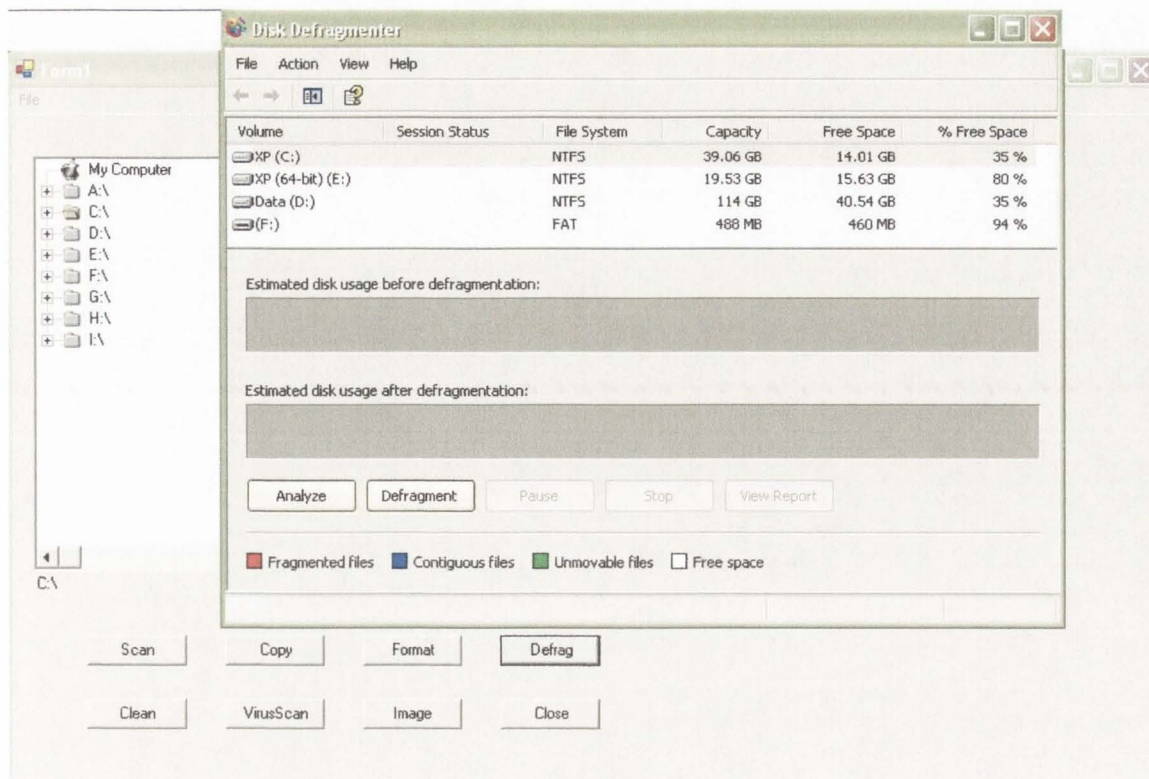 Disk Defragmenter
File Action View Help
Form1
File
Volume Session Status File System Capacity Free Space % Free Space
XP (C:) NTFS 39.06 GB 14.01 GB 35 %
XP (64-bit) (E:) NTFS 19.53 GB 15.63 GB 80 %
Data (D:) NTFS 114 GB 40.54 GB 35 %
(F:) FAT 488 MB 460 MB 94 %
My Computer
A:\
C:\
D:\
E:\
F:\
G:\
H:\
I:\
Estimated disk usage before defragmentation:
Estimated disk usage after defragmentation:
Analyze Defragment Pause Stop View Report
Fragmented files Contiguous files Unmovable files Free space
C:\
Scan Copy Format Defrag
Clean VirusScan Image Close